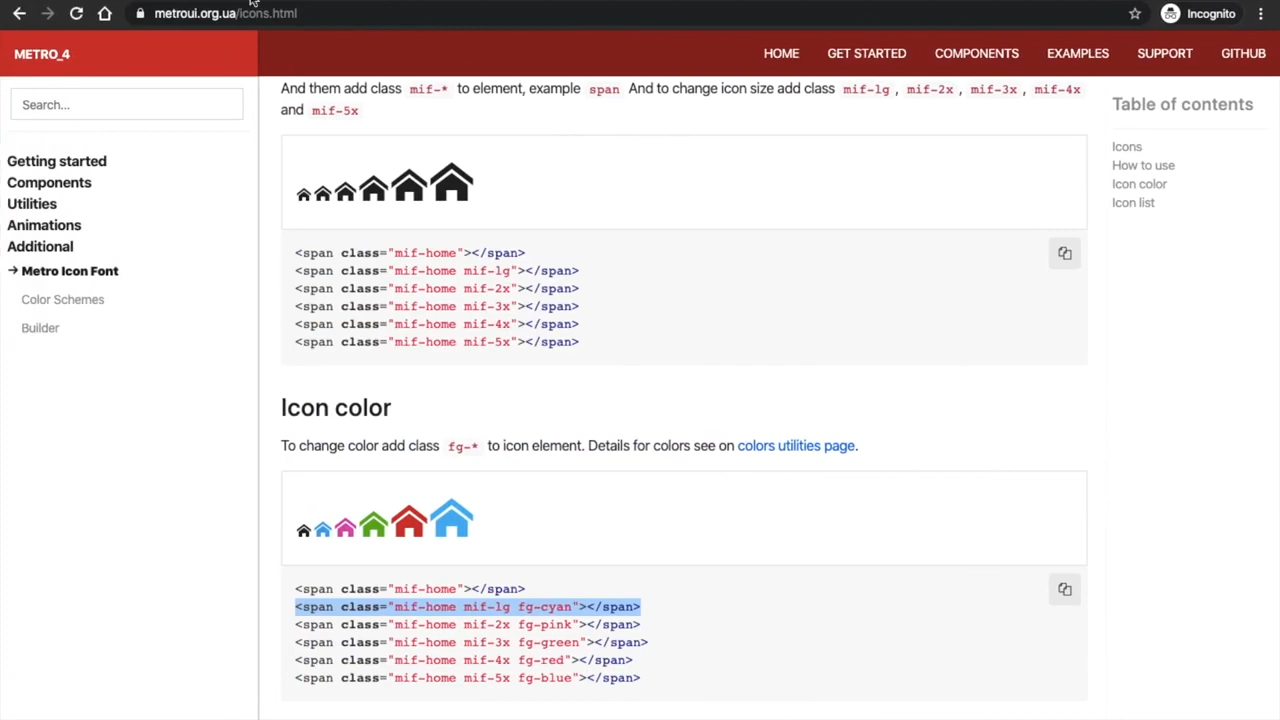 metroui.org.ua/icons.html
Incognito
METRO_4
HOME GET STARTED COMPONENTS EXAMPLES SUPPORT GITHUB
Search...
Getting started
Components
Utilities
Animations
Additional
Metro Icon Font
Color Schemes
Builder
And them add class mif-* to element, example span And to change icon size add class mif-lg , mif-2x , mif-3x , mif-4x
and mif-5x
<span class="mif-home"></span>
<span class="mif-home mif-lg"></span>
<span class="mif-home mif-2x"></span>
<span class="mif-home mif-3x"></span>
<span class="mif-home mif-4x"></span>
<span class="mif-home mif-5x"></span>
Icon color
To change color add class fg-* to icon element. Details for colors see on colors utilities page.
<span class="mif-home"></span>
<span class="mif-home mif-lg fg-cyan"></span>
<span class="mif-home mif-2x fg-pink"></span>
<span class="mif-home mif-3x fg-green"></span>
<span class="mif-home mif-4x fg-red"></span>
<span class="mif-home mif-5x fg-blue"></span>
Table of contents
Icons
How to use
Icon color
Icon list